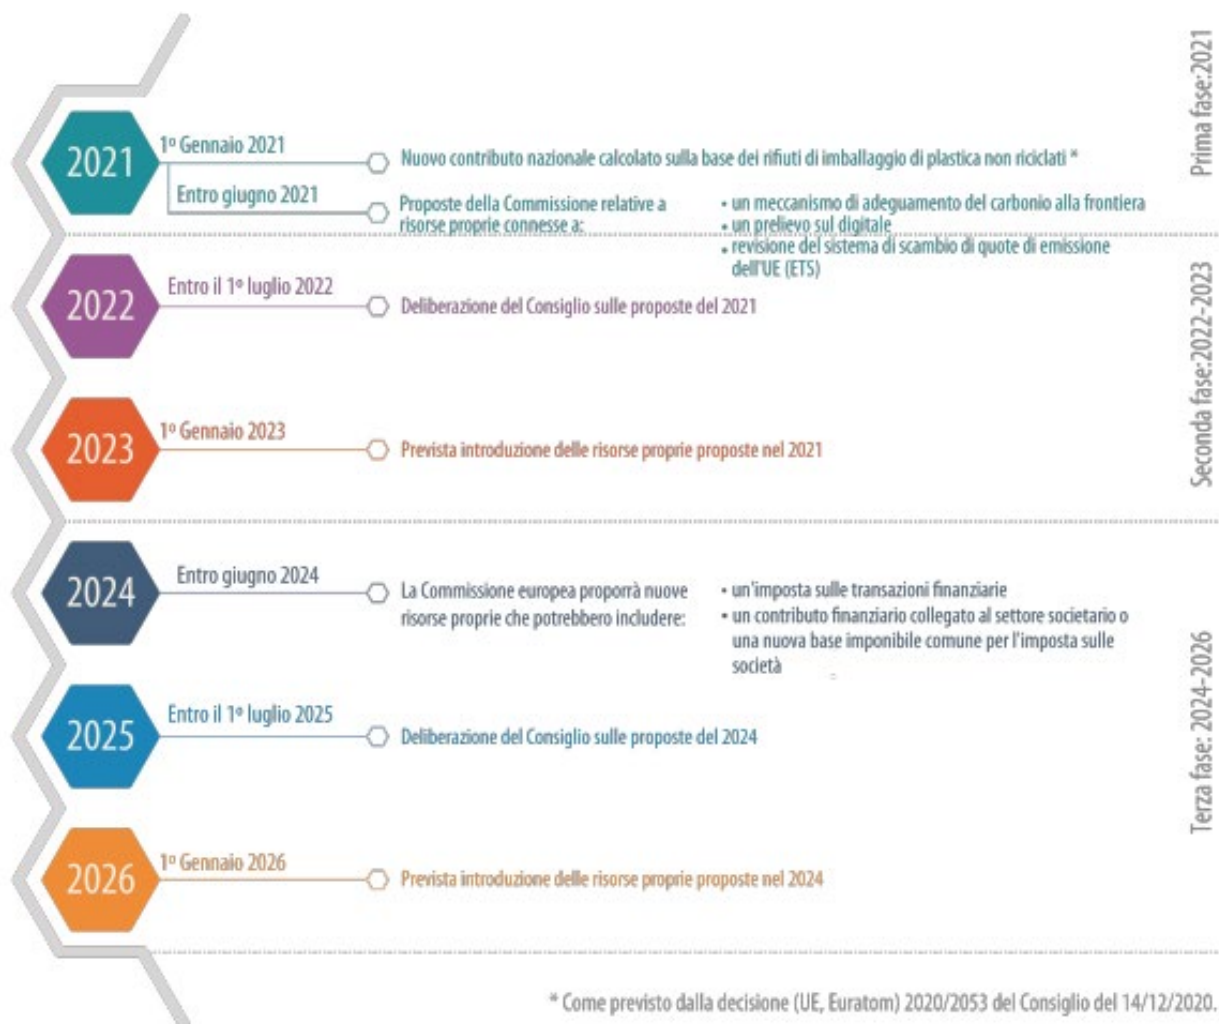 Prima fase:2021
2021
1º Gennaio 2021
Nuovo contributo nazionale calcolato sulla base dei rifiuti di imballaggio di plastica non riciclati *
Entro giugno 2021
Proposte della Commissione relative a
risorse proprie connesse a:
• un meccanismo di adeguamento del carbonio alla frontiera
• un prelievo sul digitale
• revisione del sistema di scambio di quote di emissione
dell'UE (ETS)
Seconda fase:2022-2023
2022
Entro il 1º luglio 2022
Deliberazione del Consiglio sulle proposte del 2021
2023
1º Gennaio 2023
Prevista introduzione delle risorse proprie proposte nel 2021
Terza fase: 2024-2026
2024
Entro giugno 2024
La Commissione europea proporrà nuove
risorse proprie che potrebbero includere:
• un'imposta sulle transazioni finanziarie
• un contributo finanziario collegato al settore societario o
una nuova base imponibile comune per l'imposta sulle
società
2025
Entro il 1º luglio 2025
Deliberazione del Consiglio sulle proposte del 2024
2026
1º Gennaio 2026
Prevista introduzione delle risorse proprie proposte nel 2024
* Come previsto dalla decisione (UE, Euratom) 2020/2053 del Consiglio del 14/12/2020.